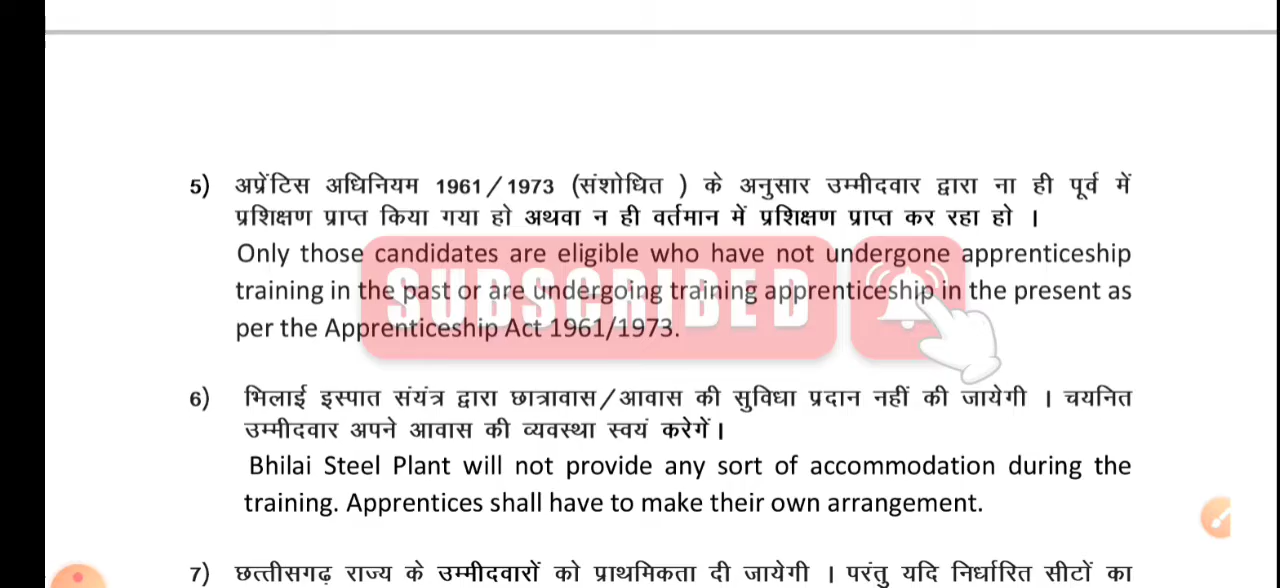 5) अप्रेंटिस अधिनियम 1961/1973 (संशोधित ) के अनुसार उम्मीदवार द्वारा ना ही पूर्व में
प्रशिक्षण प्राप्त किया गया हो अथवा न ही वर्तमान में प्रशिक्षण प्राप्त कर रहा हो ।
Only those candidates are eligible who have not undergone apprenticeship
training in the past or are undergoing training apprenticeship in the present as
per the Apprenticeship Act 1961/1973.
SUBSCRIBED
6) भिलाई इस्पात संयंत्र द्वारा छात्रावास/आवास की सुविधा प्रदान नहीं की जायेगी । चयनित
उम्मीदवार अपने आवास की व्यवस्था स्वयं करेगें।
Bhilai Steel Plant will not provide any sort of accommodation during the
training. Apprentices shall have to make their own arrangement.
7) छत्तीसगढ़ राज्य के उम्मीदवारों को प्राथमिकता दी जायेगी । परंतु यदि निर्धारित सीटों का